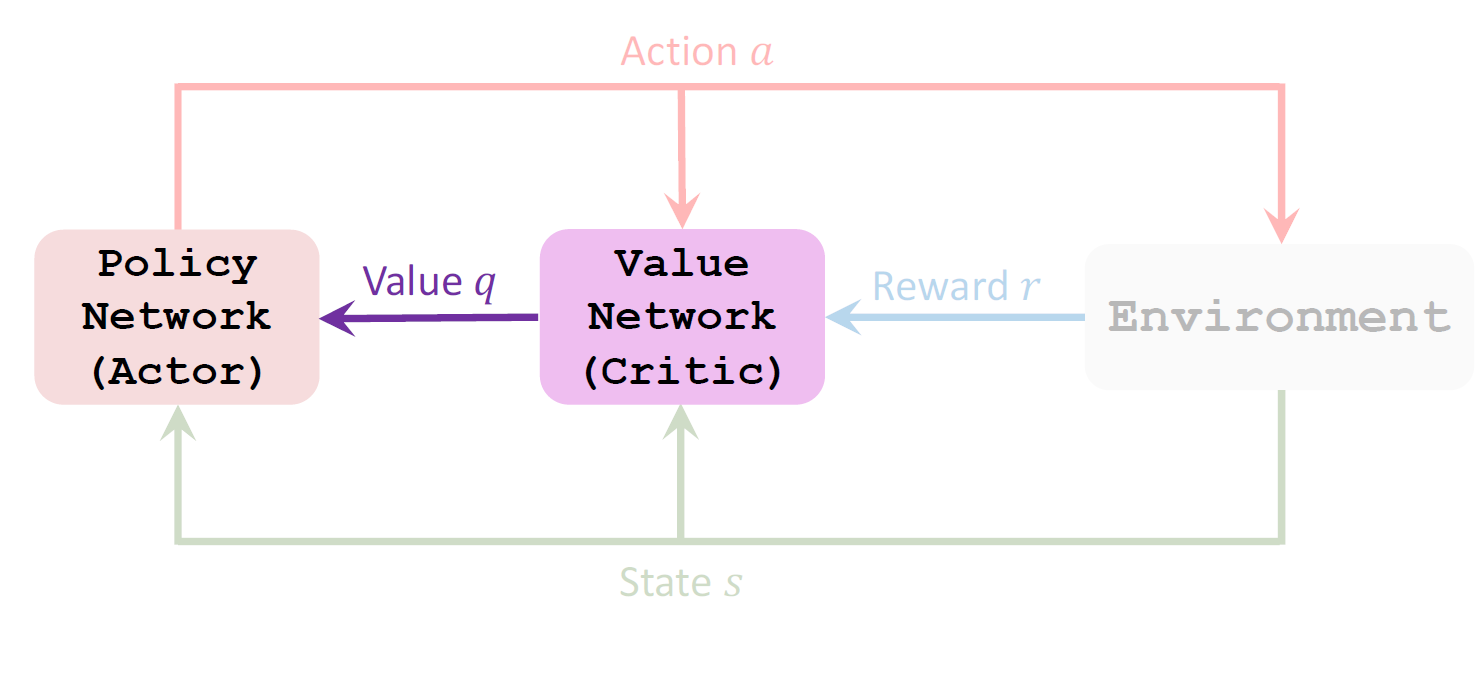 Action a
Policy
Network
(Actor)
Value q
Value
Network
(Critic)
Reward r
Environment
State s